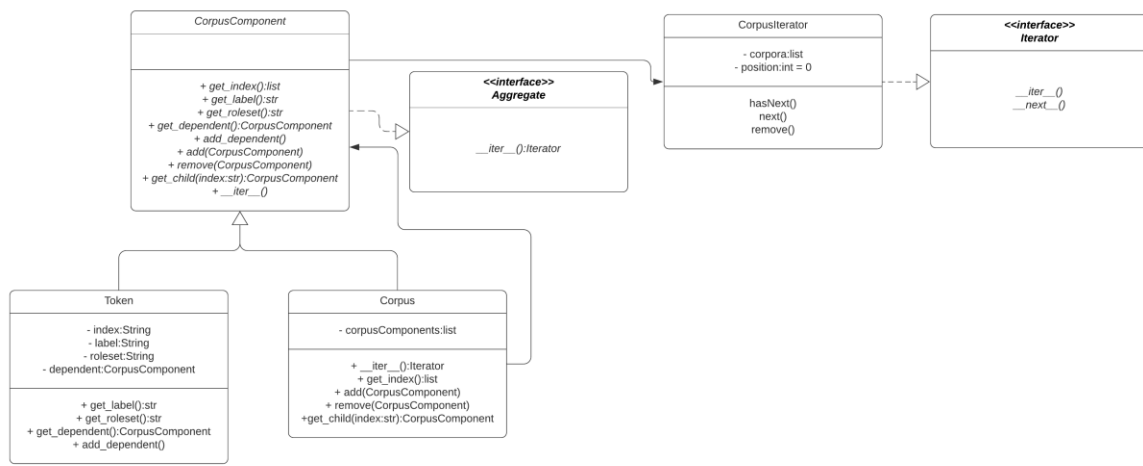 CorpusComponent
+ get_index():list
+ get_label():str
+ get_roleset():str
+ get_dependent():CorpusComponent
+ add_dependent()
+ add(CorpusComponent)
+ remove(CorpusComponent)
+ get_child(index:str):CorpusComponent
+ __iter__()
<<interface>>
Aggregate
__iter__():Iterator
CorpusIterator
- corpora:list
- position:int = 0
hasNext()
next()
remove()
<<interface>>
Iterator
__iter__()
__next__()
Token
- index:String
- label:String
- roleset:String
- dependent:CorpusComponent
+ get_label():str
+ get_roleset():str
+ get_dependent():CorpusComponent
+ add_dependent()
Corpus
- corpusComponents:list
+ __iter__():Iterator
+ get_index():list
+ add(CorpusComponent)
+ remove(CorpusComponent)
+get_child(index:str):CorpusComponent